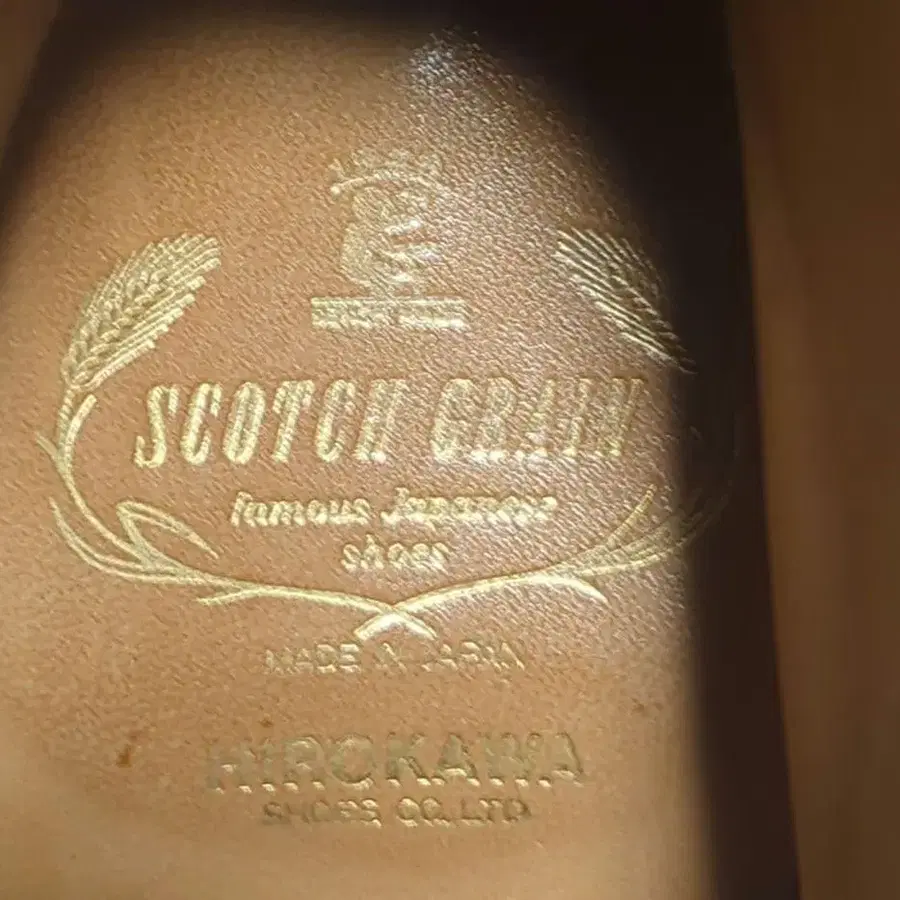 SCOTCH GRAIN
famous Japanese
shoes
MADE IN JAPAN
HIROKAWA
SHOES CO.,LTD.